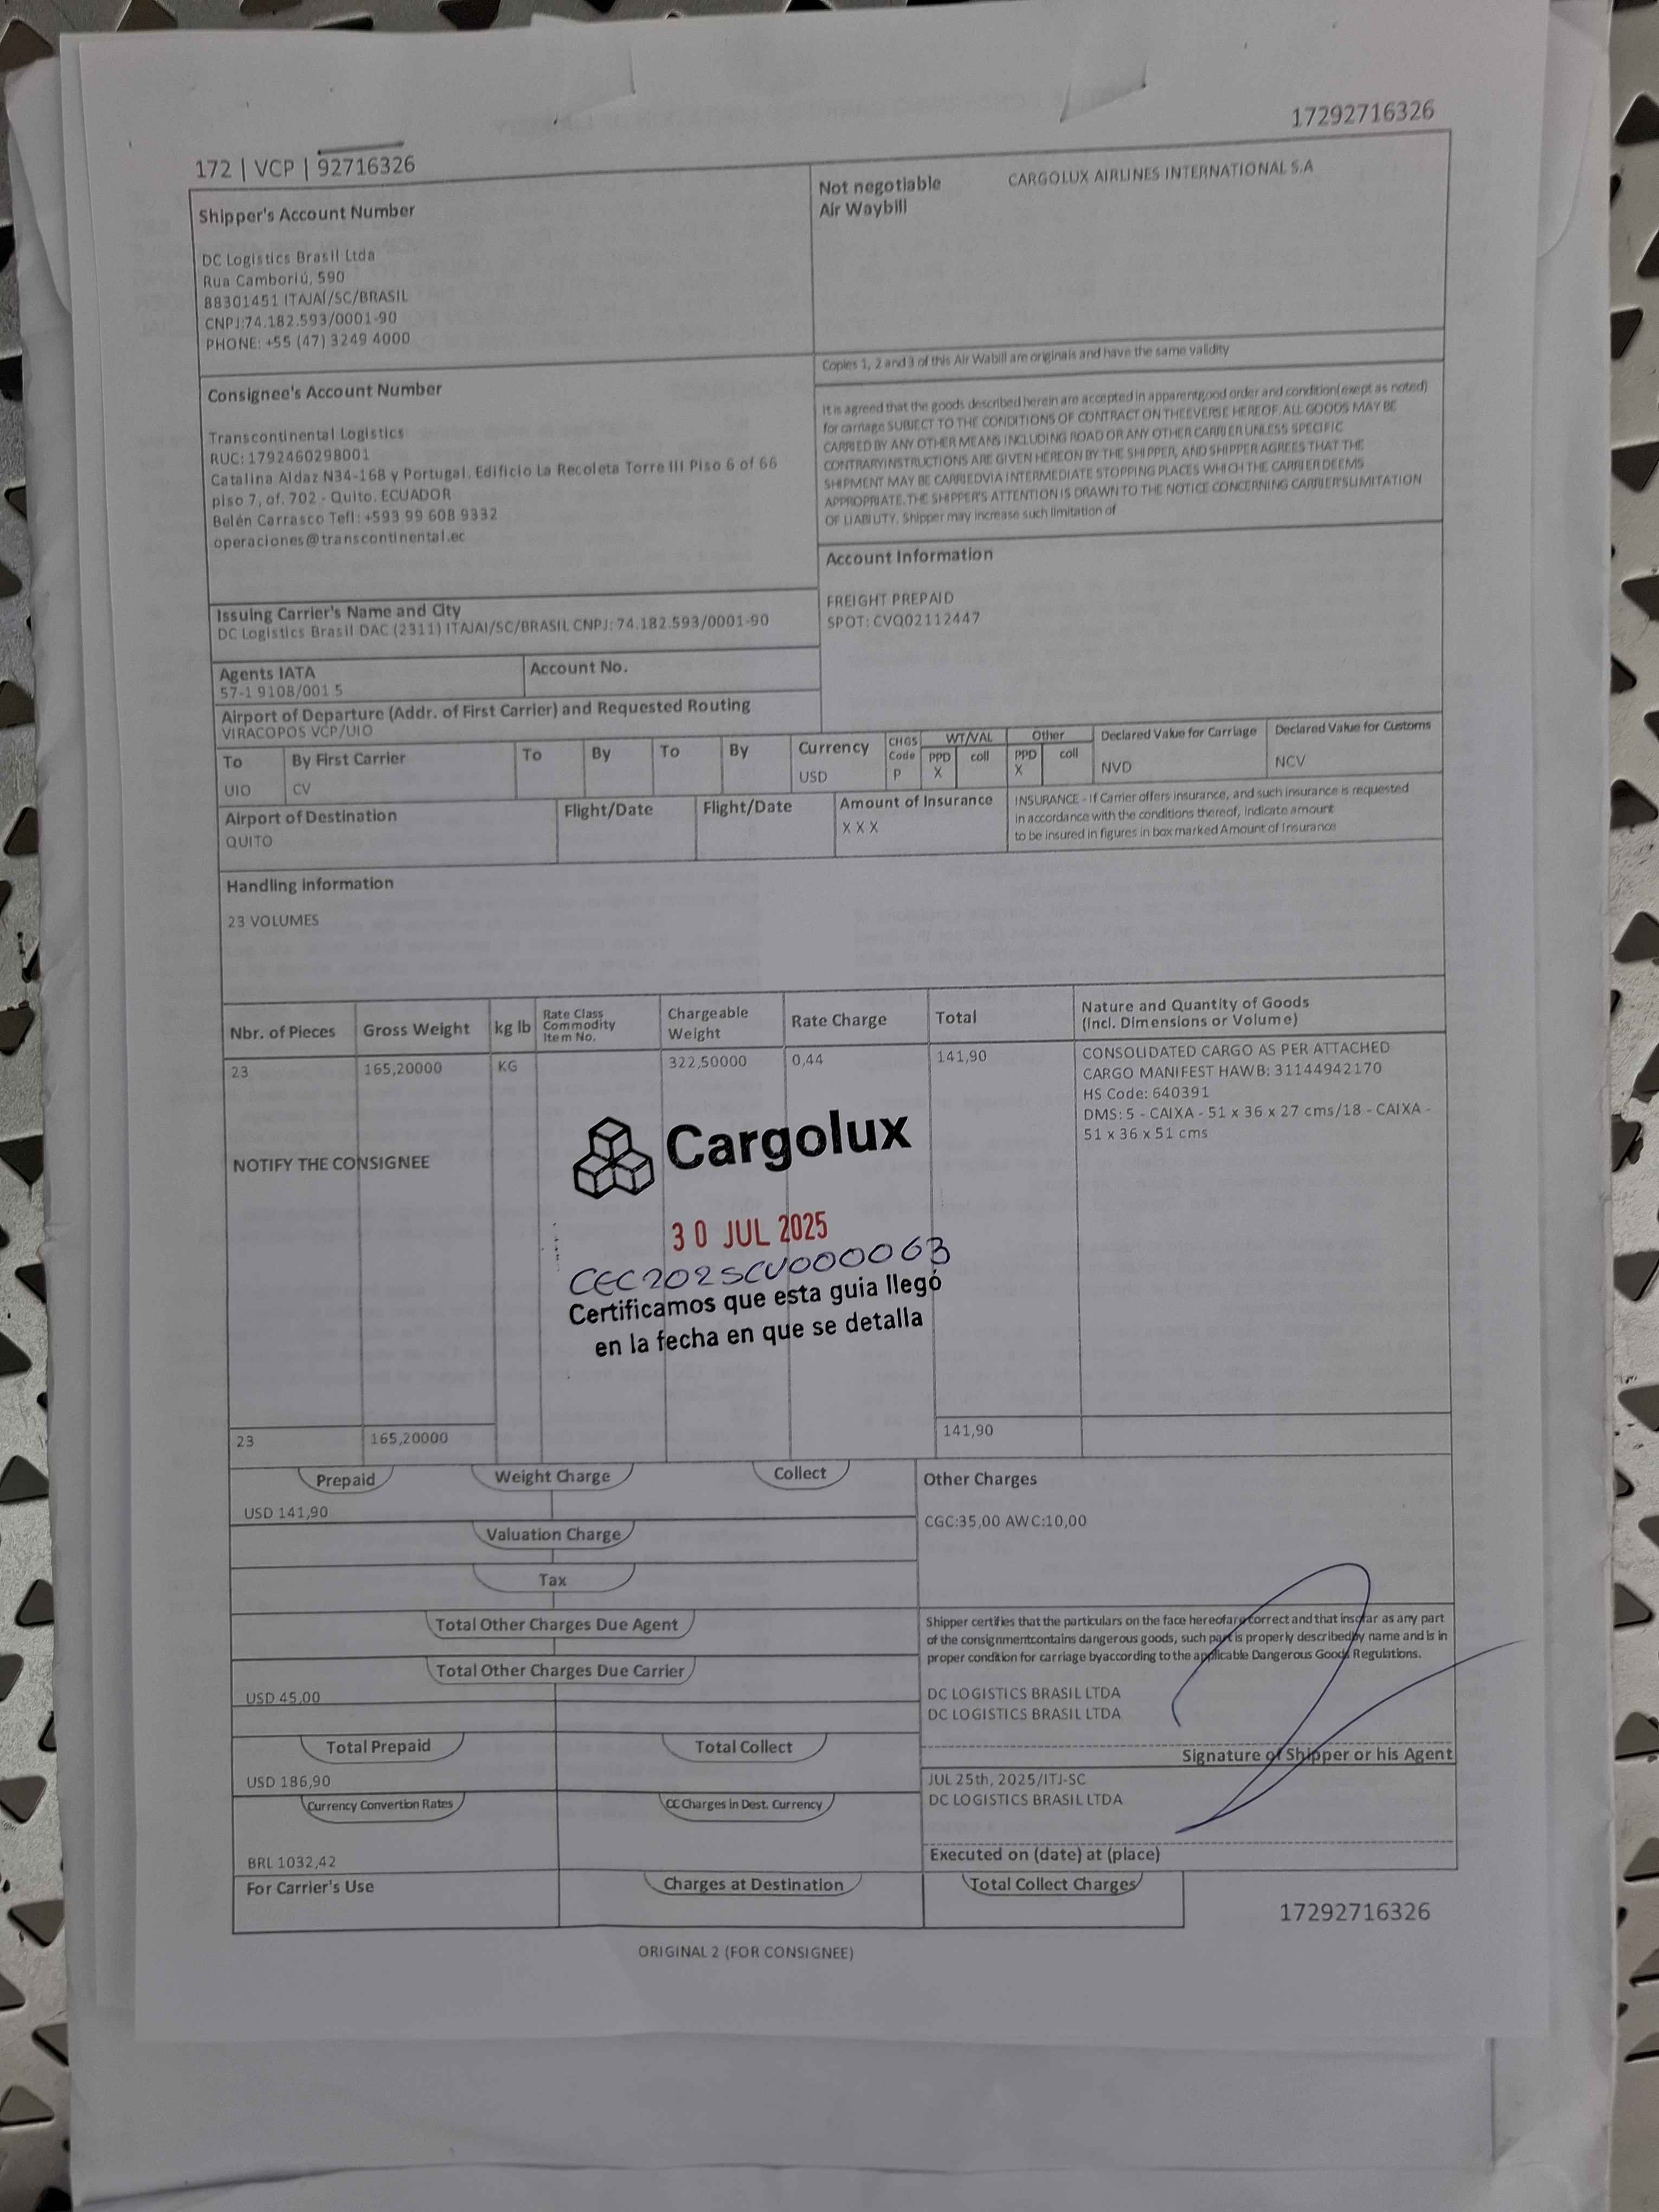 17292716326
172 | VCP | 92716326
Shipper's Account Number
DC Logistics Brasil Ltda
Rua Camboriú, 590
88301451 ITAJAÍ/SC/BRASIL
CNPJ:74.182.593/0001-90
PHONE: +55 (47) 3249 4000
Not negotiable
Air Waybill
CARGOLUX AIRLINES INTERNATIONAL S.A
Copies 1, 2 and 3 of this Air Wabill are originals and have the same validity
Consignee's Account Number
Transcontinental Logistics
RUC: 1792460298001
Catalina Aldaz N34-168 y Portugal. Edificio La Recoleta Torre III Piso 6 of 66
piso 7, of. 702 - Quito. ECUADOR
Belén Carrasco Tefl: +593 99 608 9332
operaciones@transcontinental.ec
It is agreed that the goods described herein are accepted in apparentgood order and condition(exept as noted)
for carriage SUBJECT TO THE CONDITIONS OF CONTRACT ON THEEVERSE HEREOF. ALL GOODS MAY BE
CARRIED BY ANY OTHER MEANS INCLUDING ROAD OR ANY OTHER CARRIER UNLESS SPECIFIC
CONTRARYINSTRUCTIONS ARE GIVEN HEREON BY THE SHIPPER, AND SHIPPER AGREES THAT THE
SHIPMENT MAY BE CARRIEDVIA INTERMEDIATE STOPPING PLACES WHICH THE CARRIER DEEMS
APPROPRIATE. THE SHIPPER'S ATTENTION IS DRAWN TO THE NOTICE CONCERNING CARRIER'SLIMITATION
OF LIABIUTY. Shipper may increase such limitation of
Account Information
FREIGHT PREPAID
SPOT: CVQ02112447
Issuing Carrier's Name and City
DC Logistics Brasil DAC (2311) ITAJAI/SC/BRASIL CNPJ: 74.182.593/0001-90
Agents IATA
57-1 9108/001 5
Account No.
Airport of Departure (Addr. of First Carrier) and Requested Routing
VIRACOPOS VCP/UIO
To
UIO
By First Carrier
CV
To
By
To
By
Currency
USD
CHGS
Code
P
WT/VAL
PPD
X
coll
Other
PPD
X
coll
Declared Value for Carriage
NVD
Declared Value for Customs
NCV
Airport of Destination
QUITO
Flight/Date
Flight/Date
Amount of Insurance
X X X
INSURANCE - If Carrier offers insurance, and such insurance is requested
in accordance with the conditions thereof, indicate amount
to be insured in figures in box marked Amount of Insurance
Handling Information
23 VOLUMES
Nbr. of Pieces
Gross Weight
kg lb
Rate Class
Commodity
Item No.
Chargeable
Weight
Rate Charge
Total
Nature and Quantity of Goods
(Incl. Dimensions or Volume)
23
165,20000
KG
322,50000
0,44
141,90
CONSOLIDATED CARGO AS PER ATTACHED
CARGO MANIFEST HAWB: 31144942170
HS Code: 640391
DMS: 5 - CAIXA - 51 x 36 x 27 cms/18 - CAIXA -
51 x 36 x 51 cms
NOTIFY THE CONSIGNEE
Cargolux
30 JUL 2025
CEC2025CV000063
Certificamos que esta guia llegó
en la fecha en que se detalla
23
165,20000
141,90
Prepaid
Weight Charge
Collect
USD 141,90
Valuation Charge
Tax
Total Other Charges Due Agent
Total Other Charges Due Carrier
USD 45,00
Total Prepaid
Total Collect
USD 186,90
Currency Convertion Rates
CC Charges in Dest. Currency
BRL 1032,42
For Carrier's Use
Charges at Destination
Total Collect Charges
Other Charges
CGC:35,00 AWC:10,00
Shipper certifies that the particulars on the face hereofare correct and that insofar as any part
of the consignmentcontains dangerous goods, such part is properly describedby name and is in
proper condition for carriage byaccording to the applicable Dangerous Goods Regulations.
DC LOGISTICS BRASIL LTDA
DC LOGISTICS BRASIL LTDA
Signature of Shipper or his Agent
JUL 25th, 2025/ITJ-SC
DC LOGISTICS BRASIL LTDA
Executed on (date) at (place)
17292716326
ORIGINAL 2 (FOR CONSIGNEE)